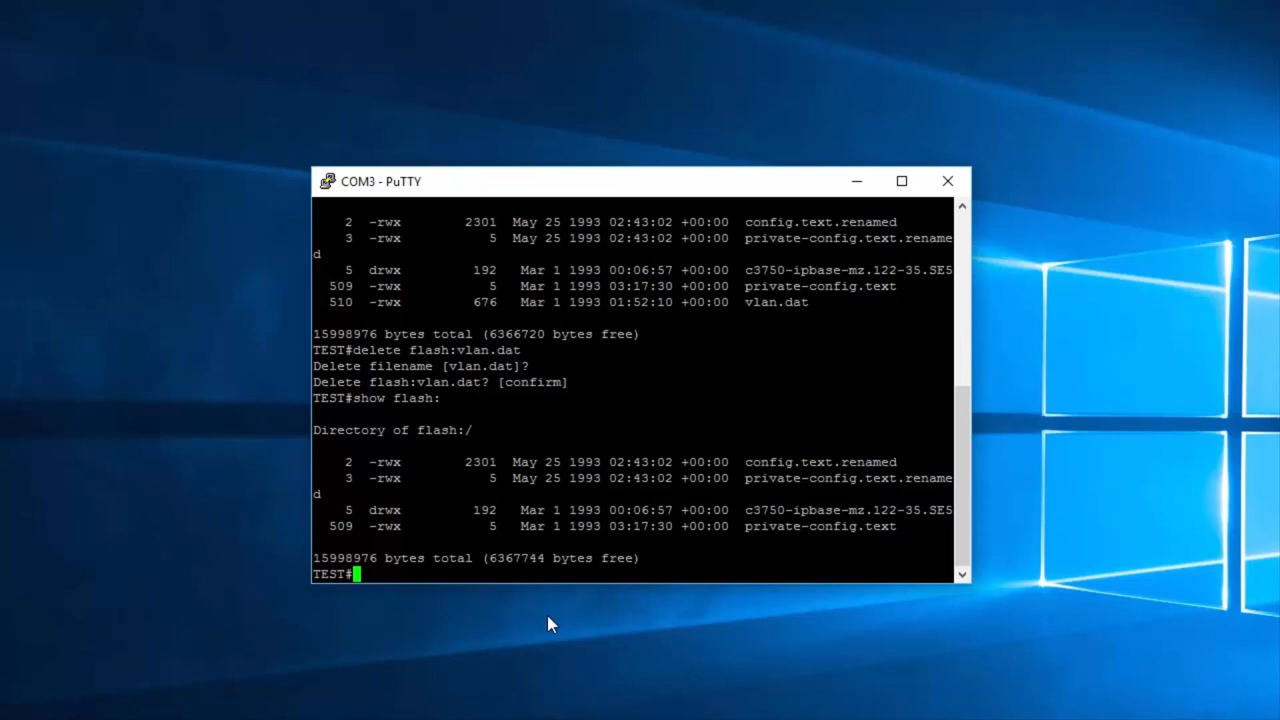 COM3 - PuTTY
2 -rwx 2301 May 25 1993 02:43:02 +00:00 config.text.renamed
3 -rwx 5 May 25 1993 02:43:02 +00:00 private-config.text.rename
d
5 drwx 192 Mar 1 1993 00:06:57 +00:00 c3750-ipbase-mz.122-35.SE5
509 -rwx 5 Mar 1 1993 03:17:30 +00:00 private-config.text
510 -rwx 676 Mar 1 1993 01:52:10 +00:00 vlan.dat
15998976 bytes total (6366720 bytes free)
TEST#delete flash:vlan.dat
Delete filename [vlan.dat]?
Delete flash:vlan.dat? [confirm]
TEST#show flash:
Directory of flash:/
2 -rwx 2301 May 25 1993 02:43:02 +00:00 config.text.renamed
3 -rwx 5 May 25 1993 02:43:02 +00:00 private-config.text.rename
d
5 drwx 192 Mar 1 1993 00:06:57 +00:00 c3750-ipbase-mz.122-35.SE5
509 -rwx 5 Mar 1 1993 03:17:30 +00:00 private-config.text
15998976 bytes total (6367744 bytes free)
TEST#